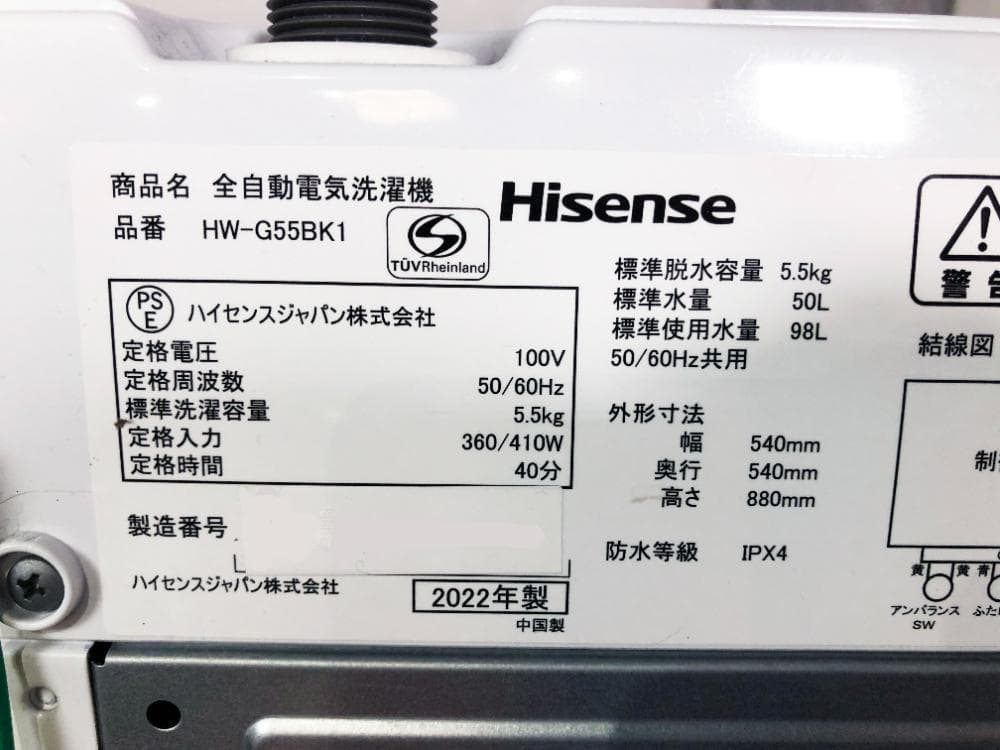 商品名 全自動電気洗濯機
品番 HW-G55BK1
TÜVRheinland
Hisense
PS
E
ハイセンスジャパン株式会社
定格電圧 100V
定格周波数 50/60Hz
標準洗濯容量 5.5kg
定格入力 360/410W
定格時間 40分
製造番号
ハイセンスジャパン株式会社
2022年製
中国製
標準脱水容量 5.5kg
標準水量 50L
標準使用水量 98L
50/60Hz共用
外形寸法
幅 540mm
奥行 540mm
高さ 880mm
防水等級 IPX4
警告
結線図
黄 黄 青
アンバランス
SW